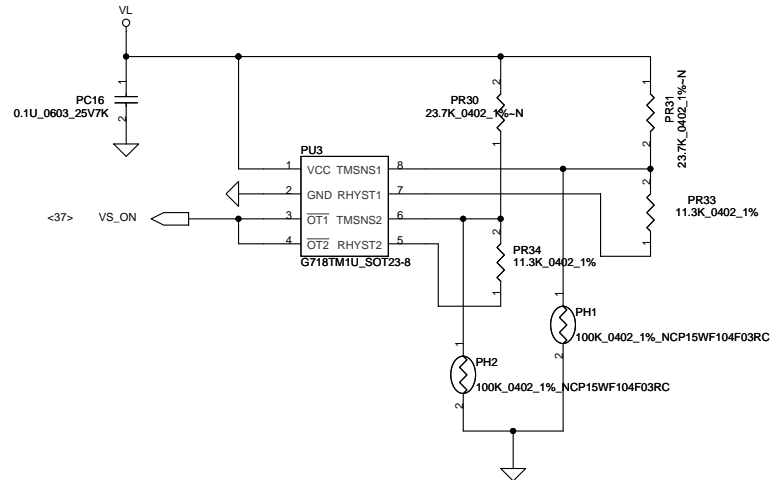 VL
1
PC16
0.1U_0603_25V7K
2
2
PR30
23.7K_0402_1%~N
1
1
PR31
23.7K_0402_1%~N
2
PU3
1 VCC TMSNS1 8
2 GND RHYST1 7
3 OT1 TMSNS2 6
4 OT2 RHYST2 5
G718TM1U_SOT23-8
<37> VS_ON
2
PR33
11.3K_0402_1%
1
2
PR34
11.3K_0402_1%
1
1
PH1
100K_0402_1%_NCP15WF104F03RC
2
1
PH2
100K_0402_1%_NCP15WF104F03RC
2